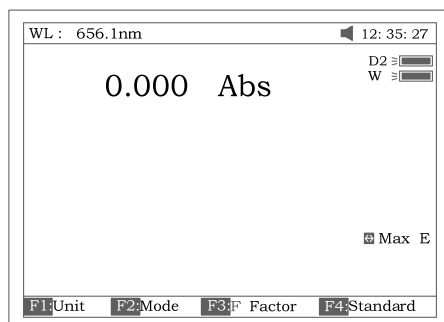 WL : 656.1nm 12: 35: 27
D2
W
0.000 Abs
Max E
F1:Unit F2:Mode F3:F Factor F4:Standard